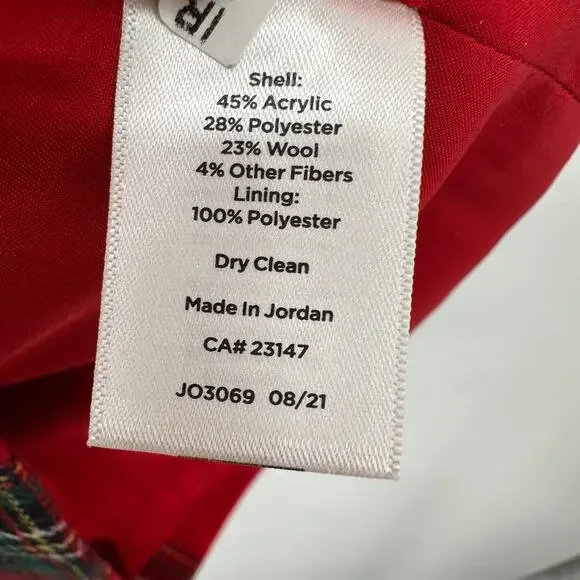 Shell:
45% Acrylic
28% Polyester
23% Wool
4% Other Fibers
Lining:
100% Polyester
Dry Clean
Made In Jordan
CA# 23147
JO3069 08/21